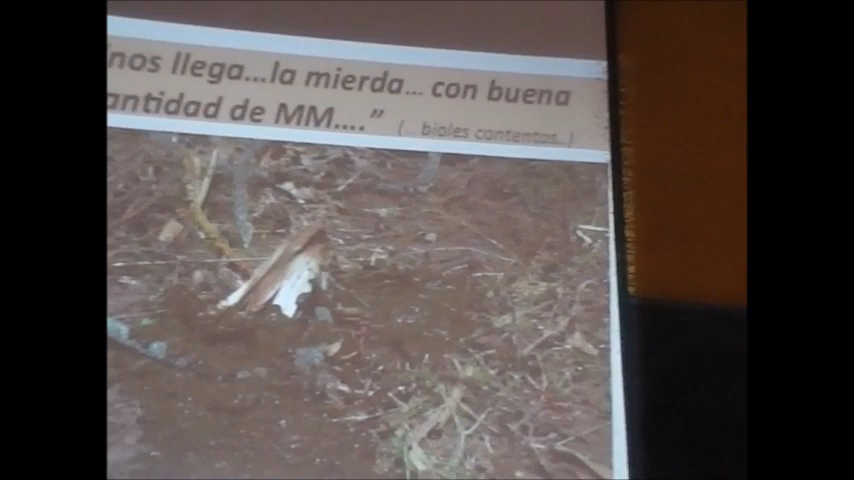 nos llega...la mierda... con buena
antidad de MM....” (... bioles contentos...)